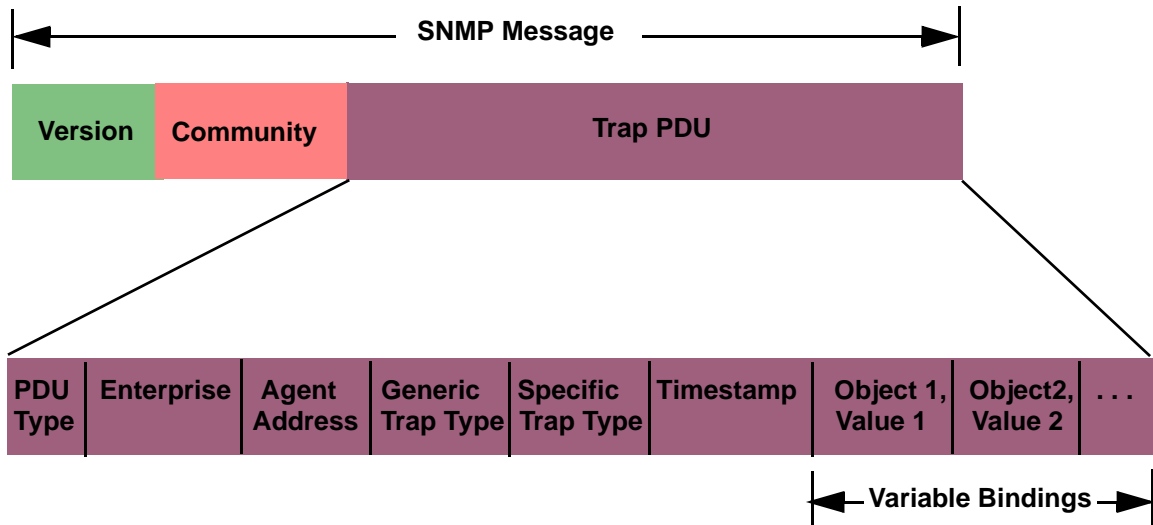 SNMP Message
Version Community Trap PDU
PDU Type
Enterprise
Agent Address
Generic Trap Type
Specific Trap Type
Timestamp
Object 1, Value 1
Object2, Value 2
. . .
Variable Bindings